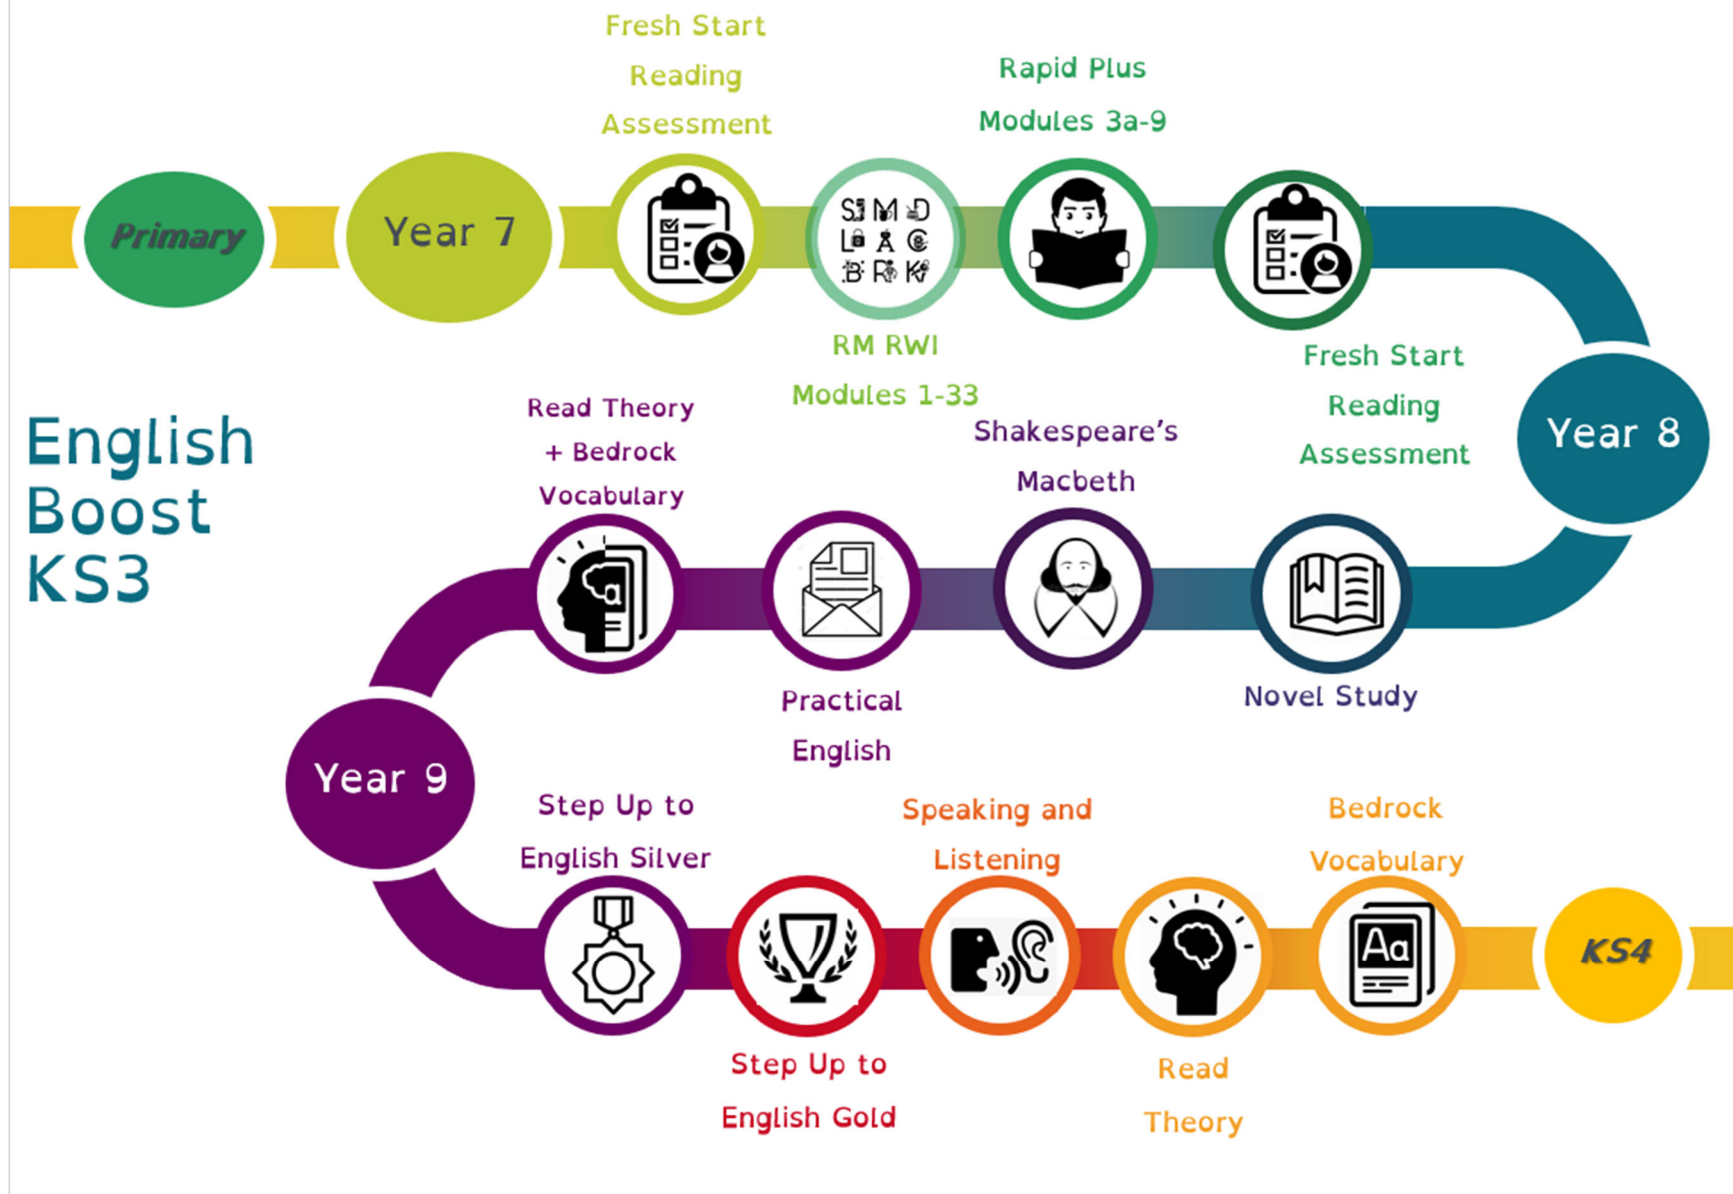 Fresh Start
Reading
Assessment
Rapid Plus
Modules 3a-9
Primary
Year 7
S M D
L A C
B R K
RM RWI
Modules 1-33
Fresh Start
Reading
Assessment
Year 8
English
Boost
KS3
Read Theory
+ Bedrock
Vocabulary
a
Shakespeare's
Macbeth
Practical
English
Novel Study
Year 9
Step Up to
English Silver
Speaking and
Listening
Bedrock
Vocabulary
Aa
KS4
Step Up to
English Gold
Read
Theory